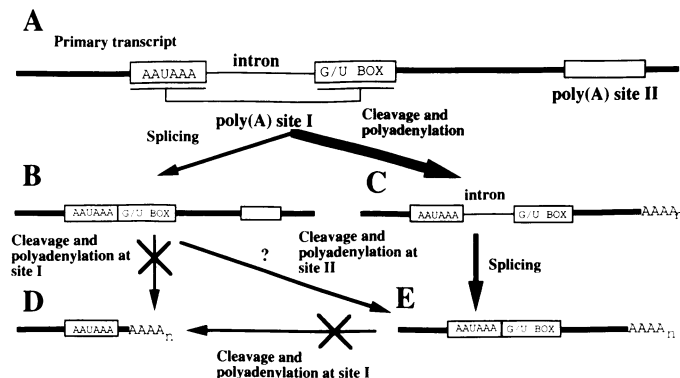 A
Primary transcript
AAUAAA
intron
G/U BOX
poly(A) site II
poly(A) site I
Splicing
Cleavage and
polyadenylation
B
AAUAAA G/U BOX
C
intron
AAUAAA
G/U BOX
AAAAn
Cleavage and
polyadenylation at
site I
?
Cleavage and
polyadenylation at
site II
Splicing
D
AAUAAA
AAAAn
E
AAUAAA G/U BOX
AAAAn
Cleavage and
polyadenylation at site I